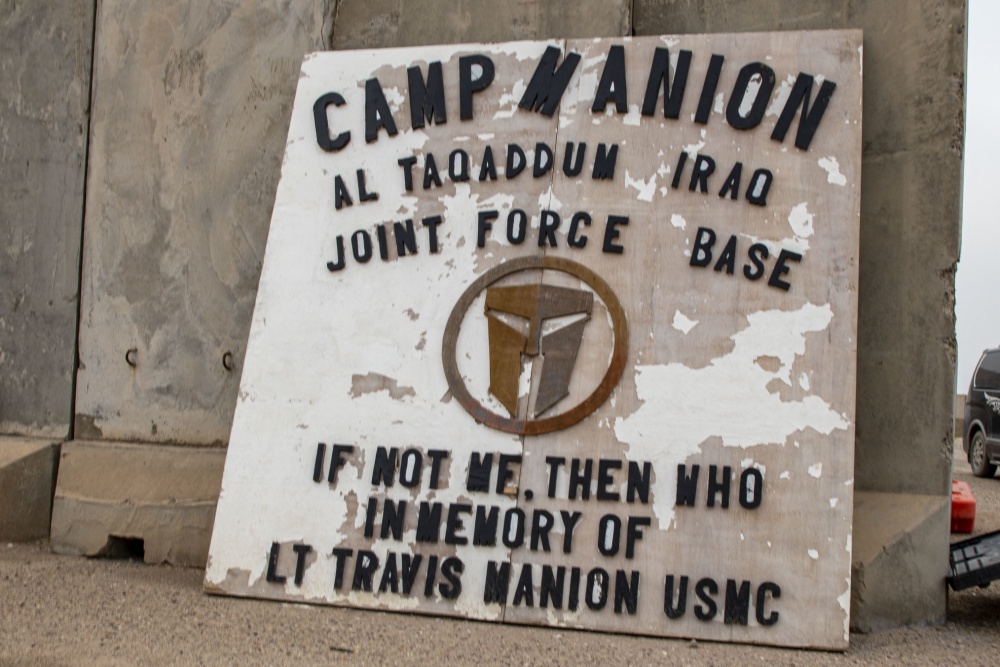 CAMP MANION
AL TAQADDUM IRAQ
JOINT FORCE BASE
IF NOT ME, THEN WHO
IN MEMORY OF
LT TRAVIS MANION USMC